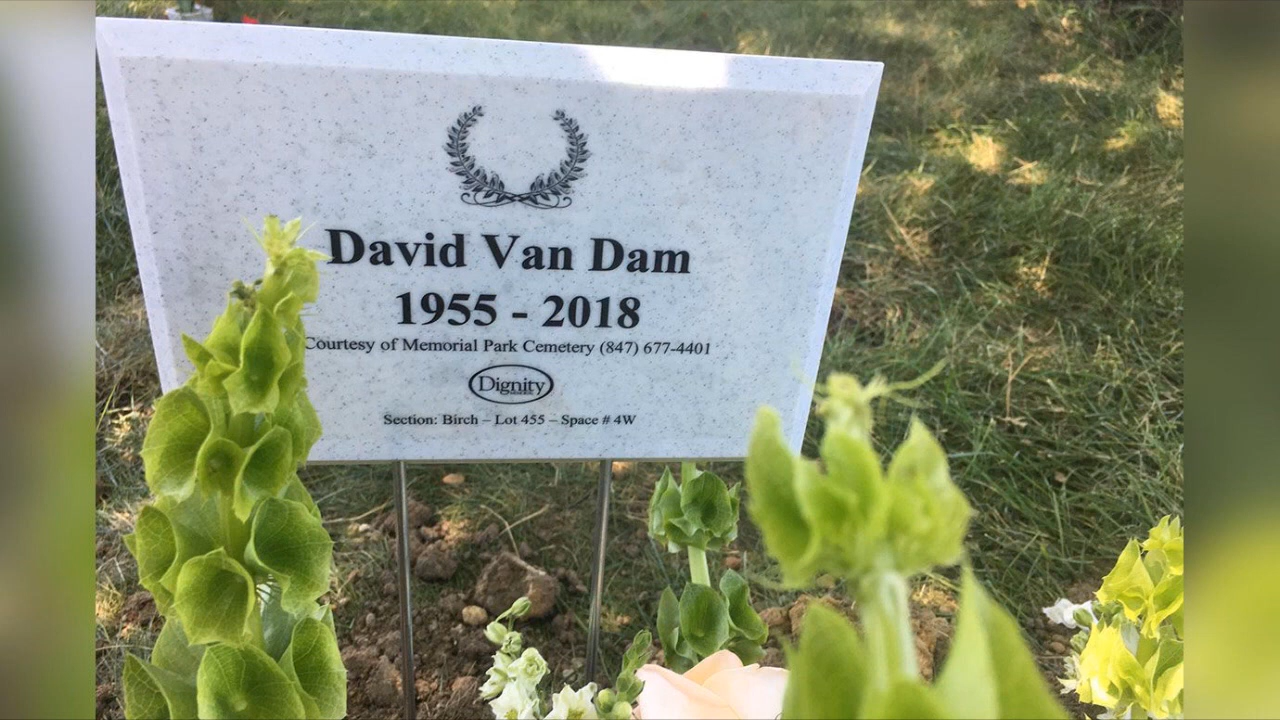 David Van Dam
1955 - 2018
Courtesy of Memorial Park Cemetery (847) 677-4401
Dignity
Section: Birch – Lot 455 – Space # 4W